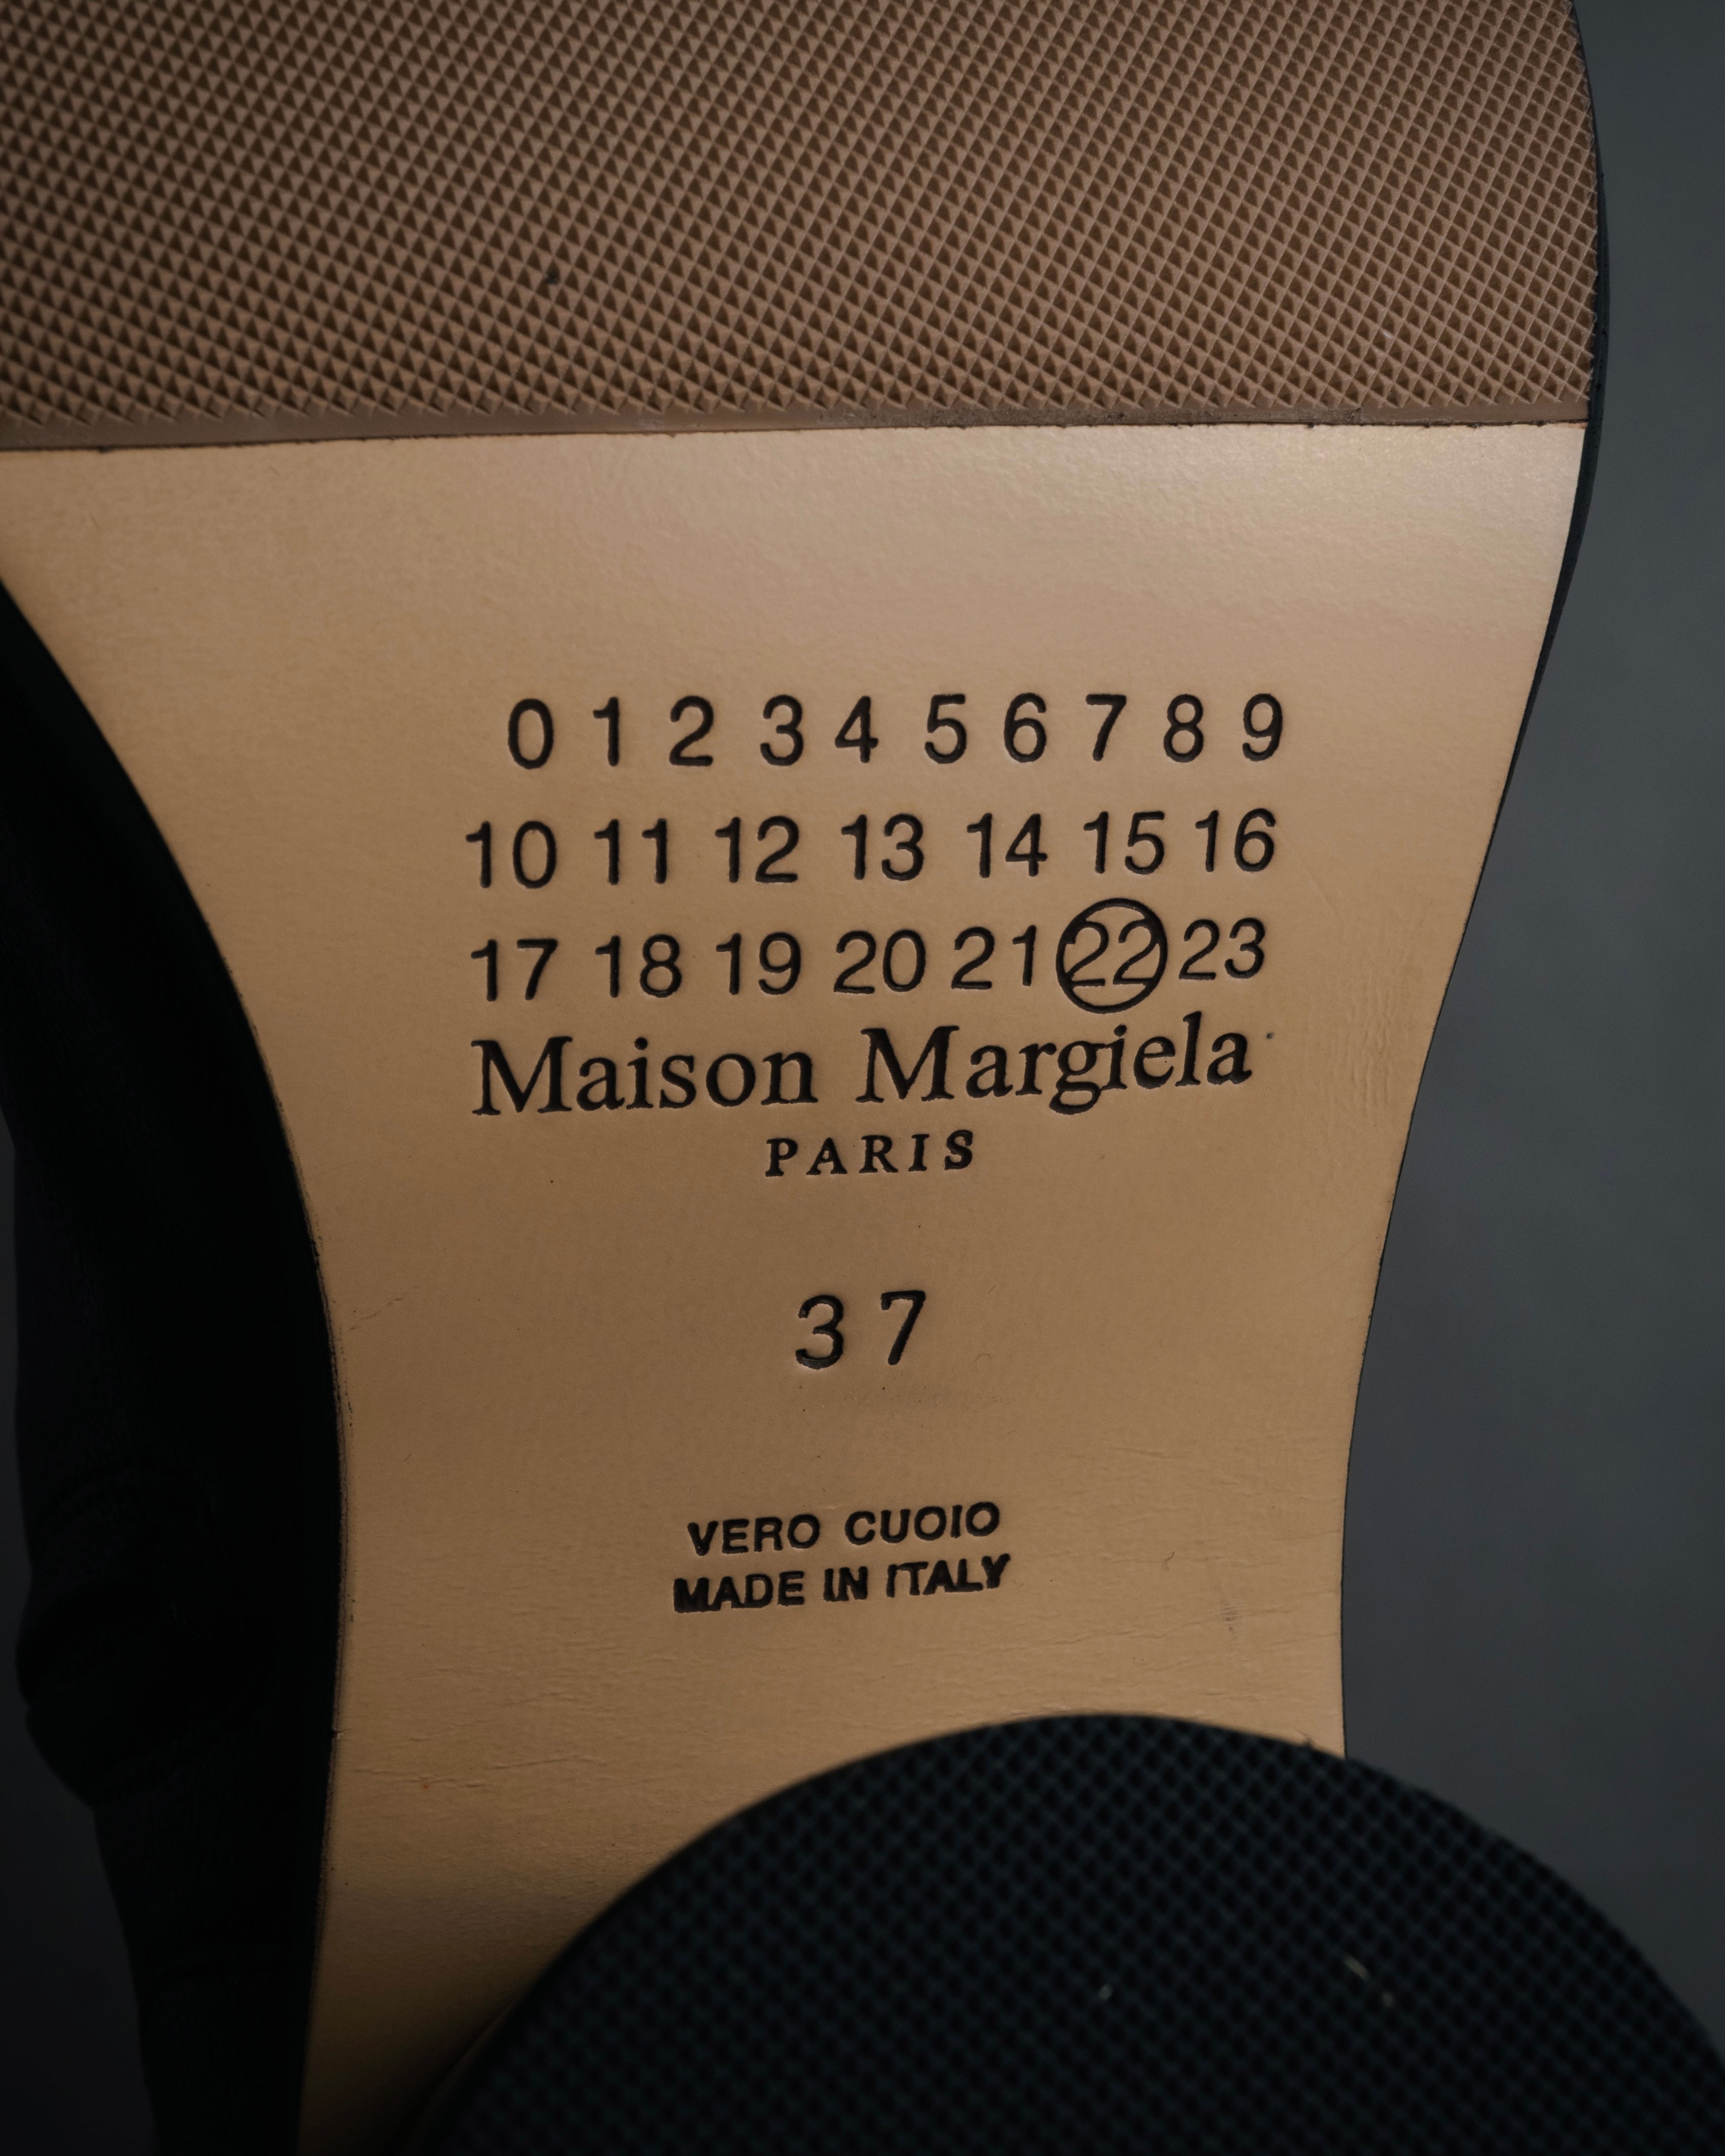 0 1 2 3 4 5 6 7 8 9
10 11 12 13 14 15 16
17 18 19 20 21 22 23
Maison Margiela
PARIS
37
VERO CUOIO
MADE IN ITALY